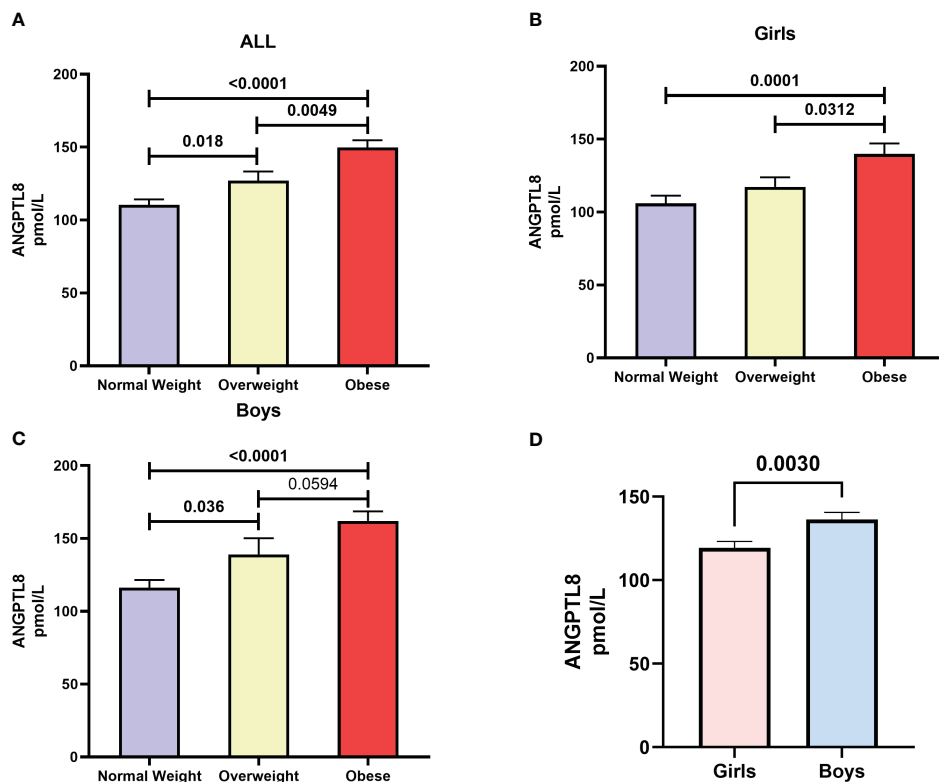 A
ALL
200
150
100
50
0
ANGPTL8
pmol/L
<0.0001
0.0049
0.018
Normal Weight
Overweight
Obese
B
Girls
200
150
100
50
0
ANGPTL8
pmol/L
0.0001
0.0312
Normal Weight
Overweight
Obese
C
Boys
200
150
100
50
0
ANGPTL8
pmol/L
<0.0001
0.0594
0.036
Normal Weight
Overweight
Obese
D
150
100
50
0
ANGPTL8
pmol/L
0.0030
Girls
Boys